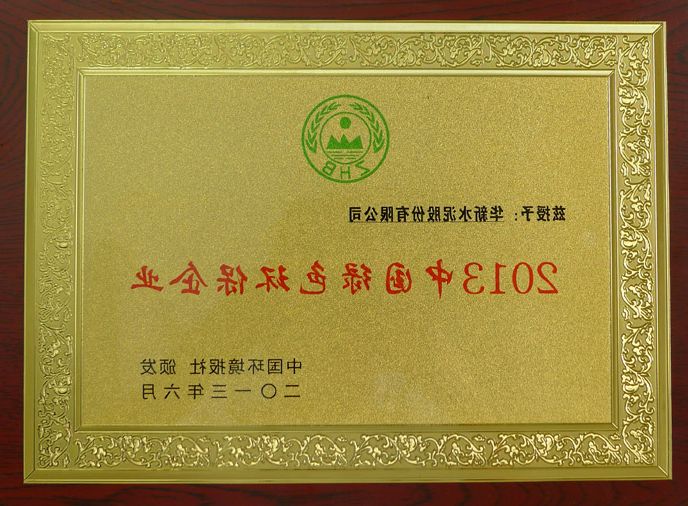 ZHB
兹授予：华新水泥股份有限公司
2013中国绿色环保企业
中国环境报社 颁发
二〇一三年六月